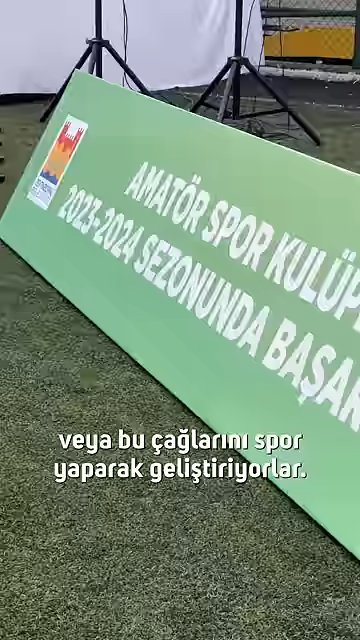 AMATÖR SPOR KULÜP
2023-2024 SEZONUNDA BAŞAR
veya bu çağlarını spor
yaparak geliştiriyorlar.